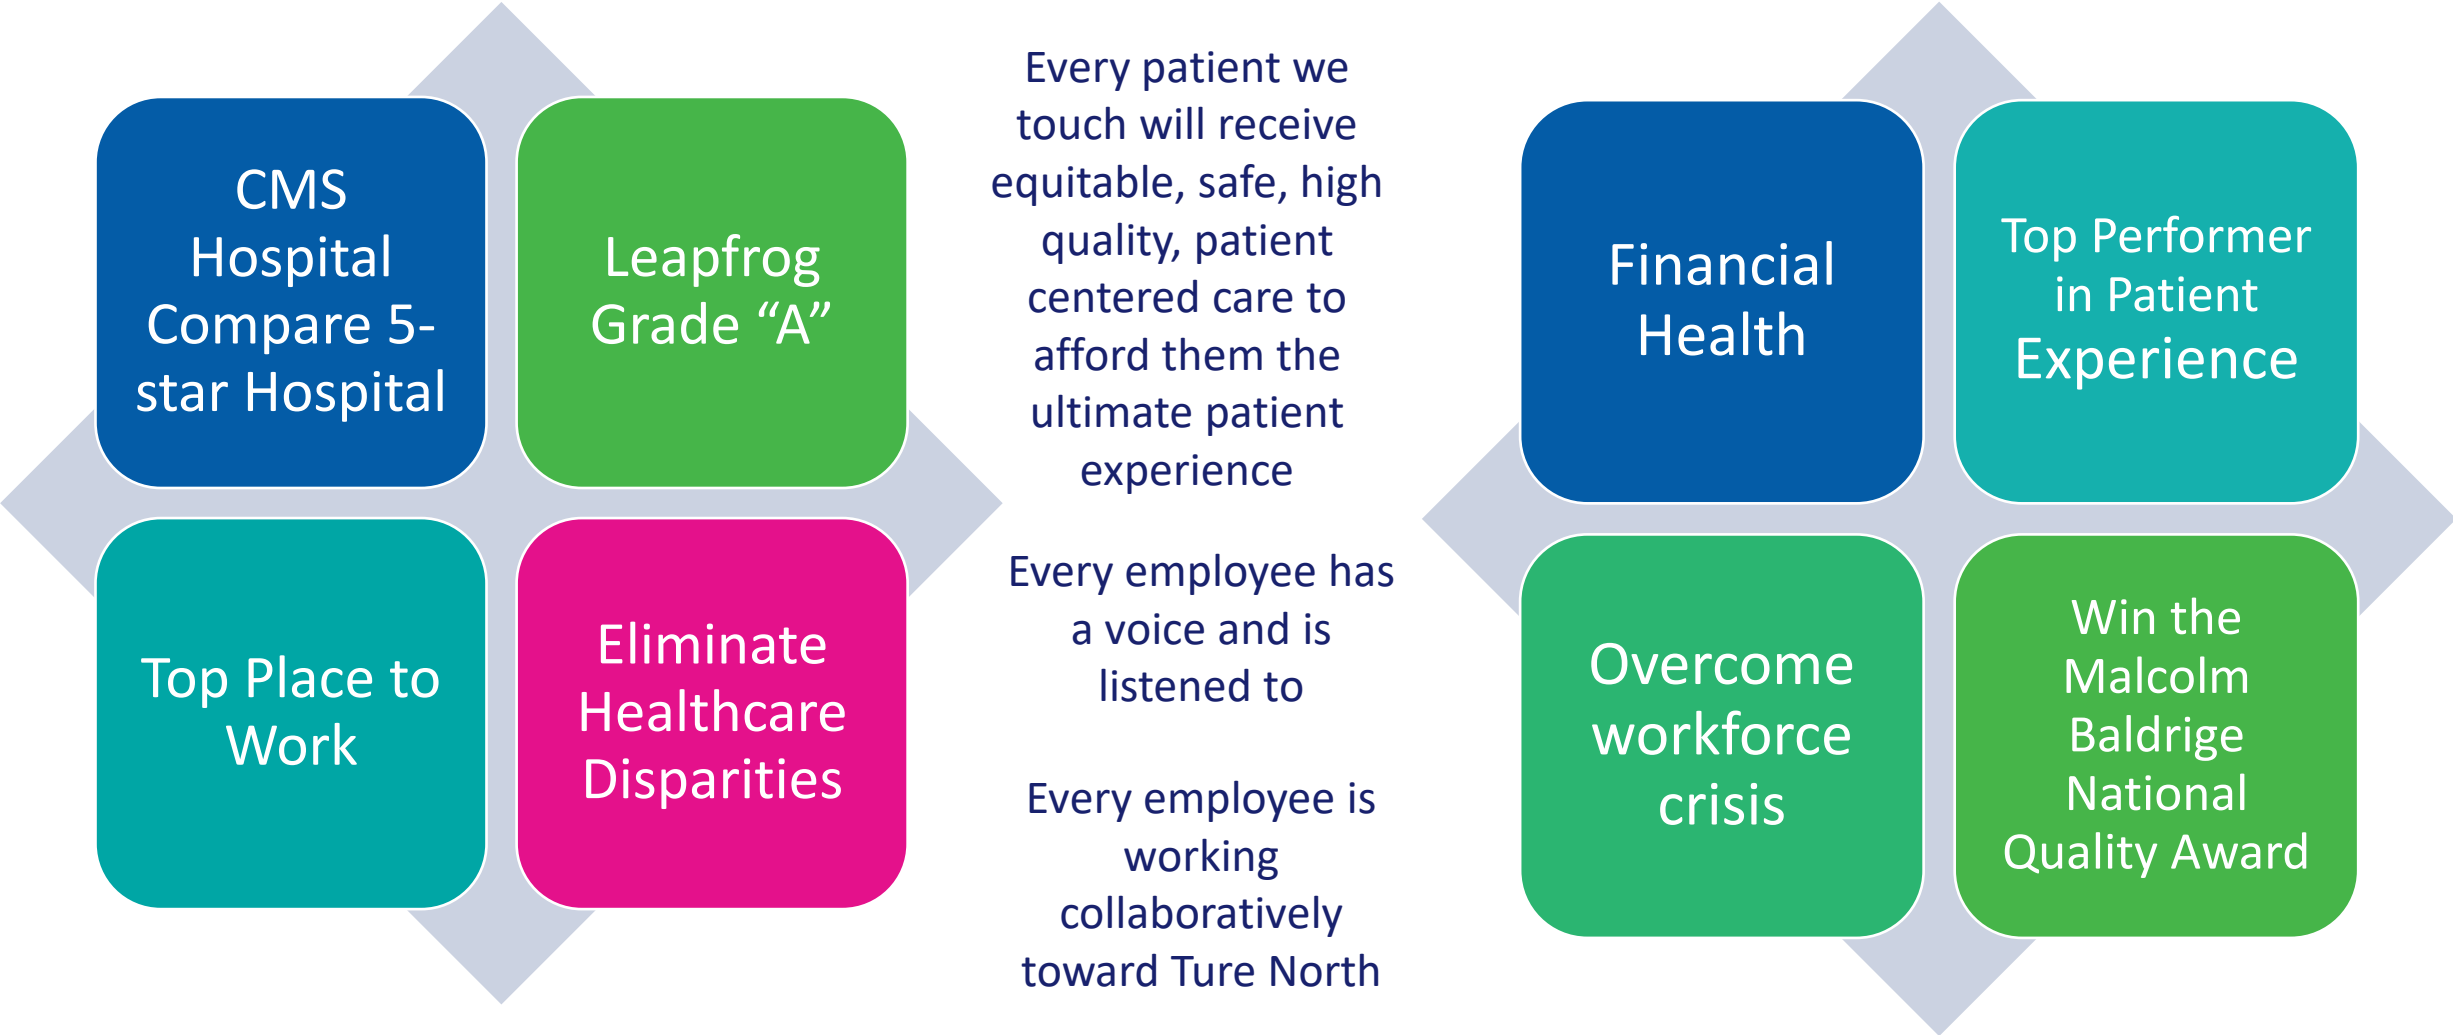 CMS
Hospital
Compare 5-
star Hospital
Leapfrog
Grade “A”
Top Place to
Work
Eliminate
Healthcare
Disparities
Every patient we
touch will receive
equitable, safe, high
quality, patient
centered care to
afford them the
ultimate patient
experience
Every employee has
a voice and is
listened to
Every employee is
working
collaboratively
toward Ture North
Financial
Health
Top Performer
in Patient
Experience
Overcome
workforce
crisis
Win the
Malcolm
Baldrige
National
Quality Award